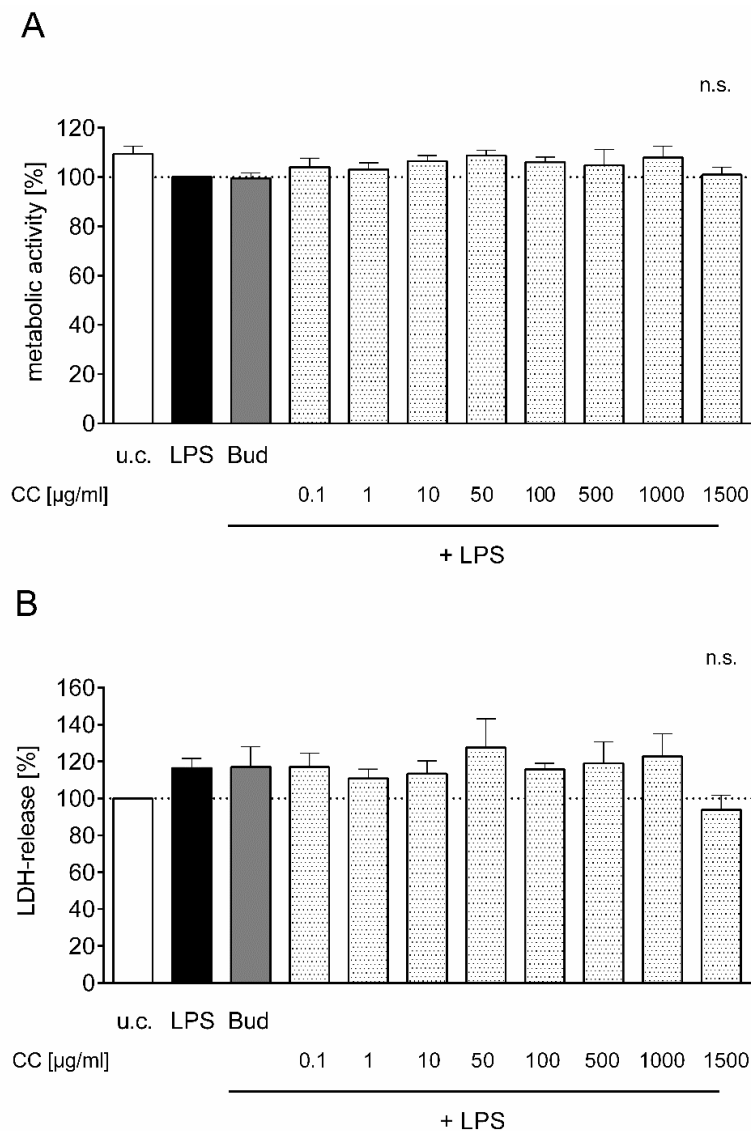 A
n.s.
metabolic activity [%]
120
100
80
60
40
20
0
u.c. LPS Bud
CC [µg/ml] 0.1 1 10 50 100 500 1000 1500
+ LPS
B
n.s.
LDH-release [%]
160
140
120
100
80
60
40
20
0
u.c. LPS Bud
CC [µg/ml] 0.1 1 10 50 100 500 1000 1500
+ LPS